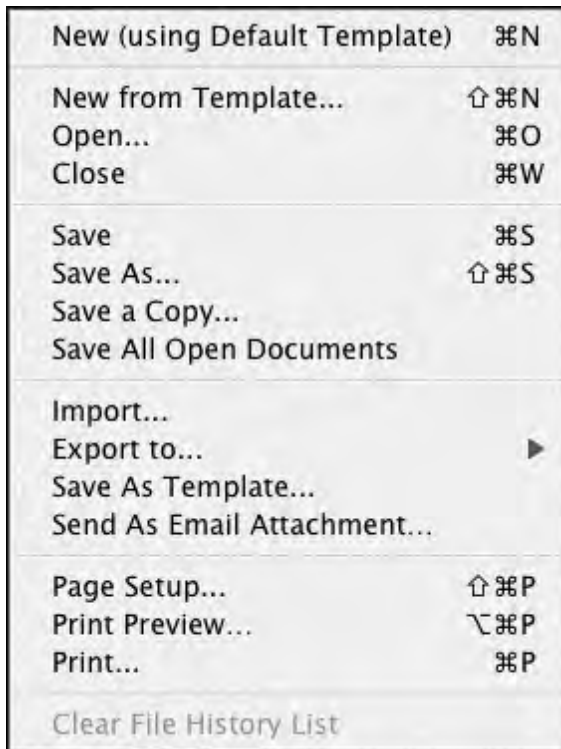 New (using Default Template) ⌘N
New from Template... ⇧⌘N
Open... ⌘O
Close ⌘W
Save ⌘S
Save As... ⇧⌘S
Save a Copy...
Save All Open Documents
Import...
Export to... ▶
Save As Template...
Send As Email Attachment...
Page Setup... ⇧⌘P
Print Preview... ⌥⌘P
Print... ⌘P
Clear File History List